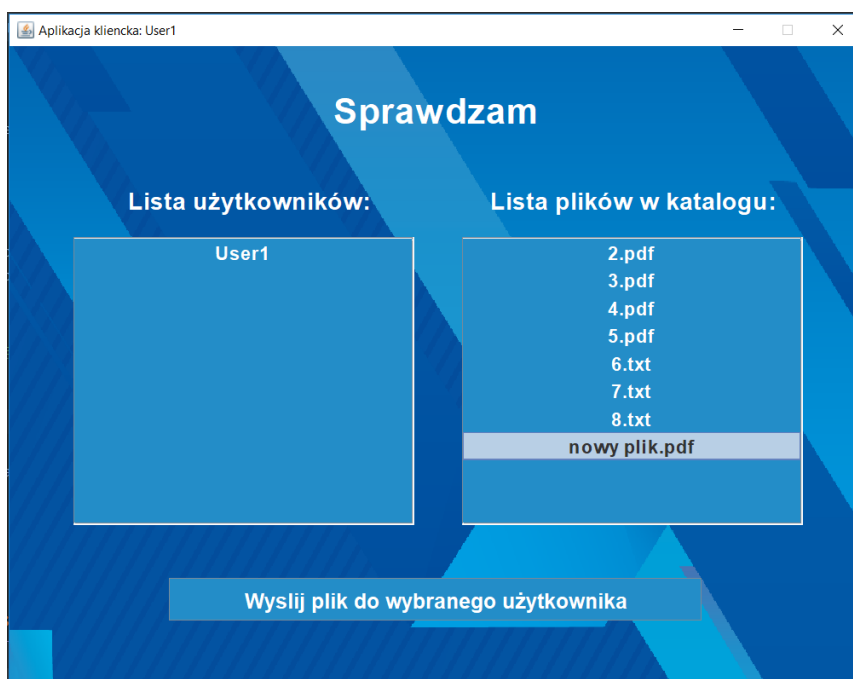 Aplikacja kliencka: User1
Sprawdzam
Lista użytkowników:
User1
Lista plików w katalogu:
2.pdf
3.pdf
4.pdf
5.pdf
6.txt
7.txt
8.txt
nowy plik.pdf
Wyslij plik do wybranego użytkownika